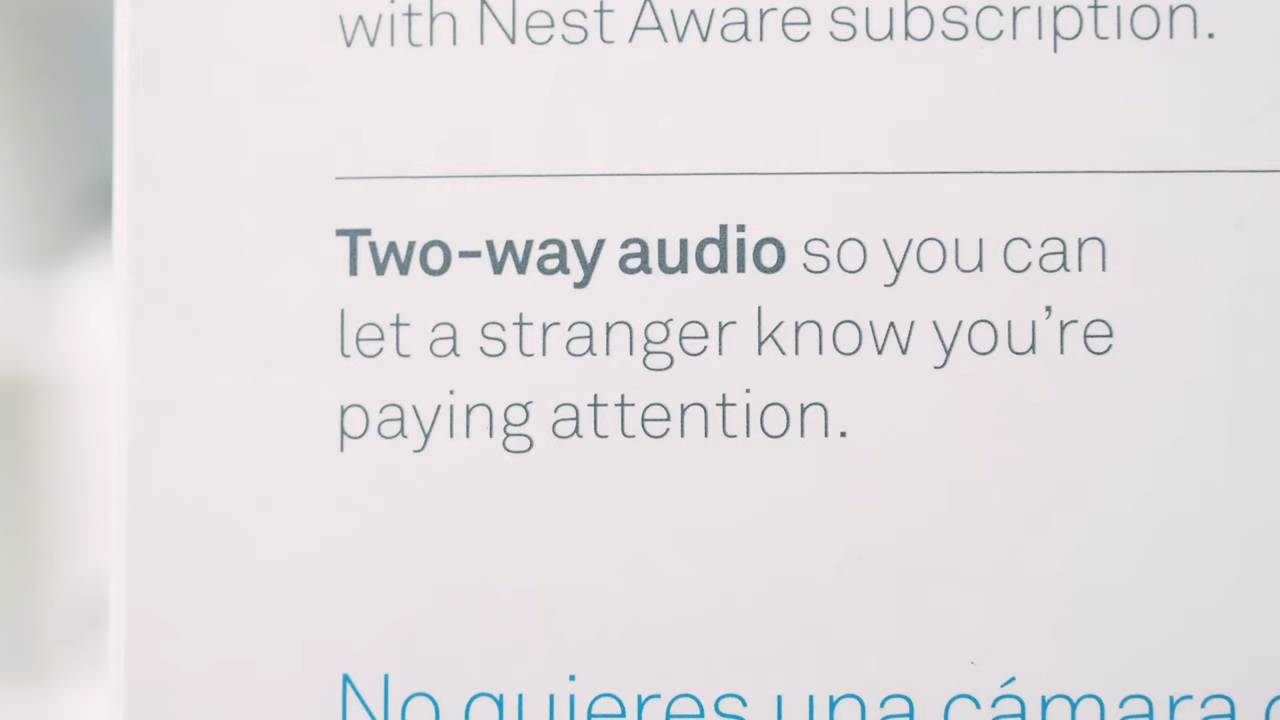 with Nest Aware subscription.
Two-way audio so you can
let a stranger know you're
paying attention.
No quieres una cámara